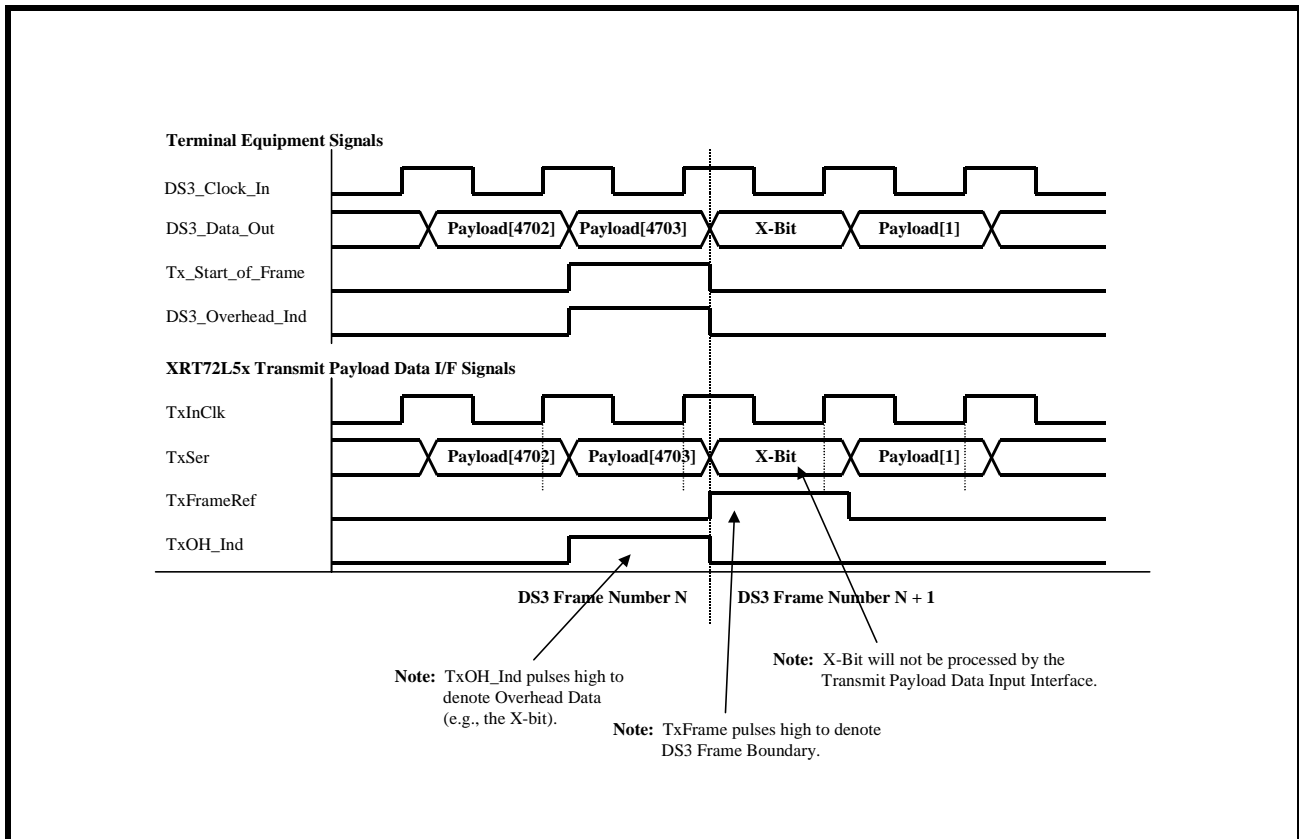 Terminal Equipment Signals
DS3_Clock_In
DS3_Data_Out
Payload[4702] Payload[4703] X-Bit Payload[1]
Tx_Start_of_Frame
DS3_Overhead_Ind
XRT72L5x Transmit Payload Data I/F Signals
TxInClk
TxSer
Payload[4702] Payload[4703] X-Bit Payload[1]
TxFrameRef
TxOH_Ind
DS3 Frame Number N DS3 Frame Number N + 1
Note: TxOH_Ind pulses high to
denote Overhead Data
(e.g., the X-bit).
Note: X-Bit will not be processed by the
Transmit Payload Data Input Interface.
Note: TxFrame pulses high to denote
DS3 Frame Boundary.